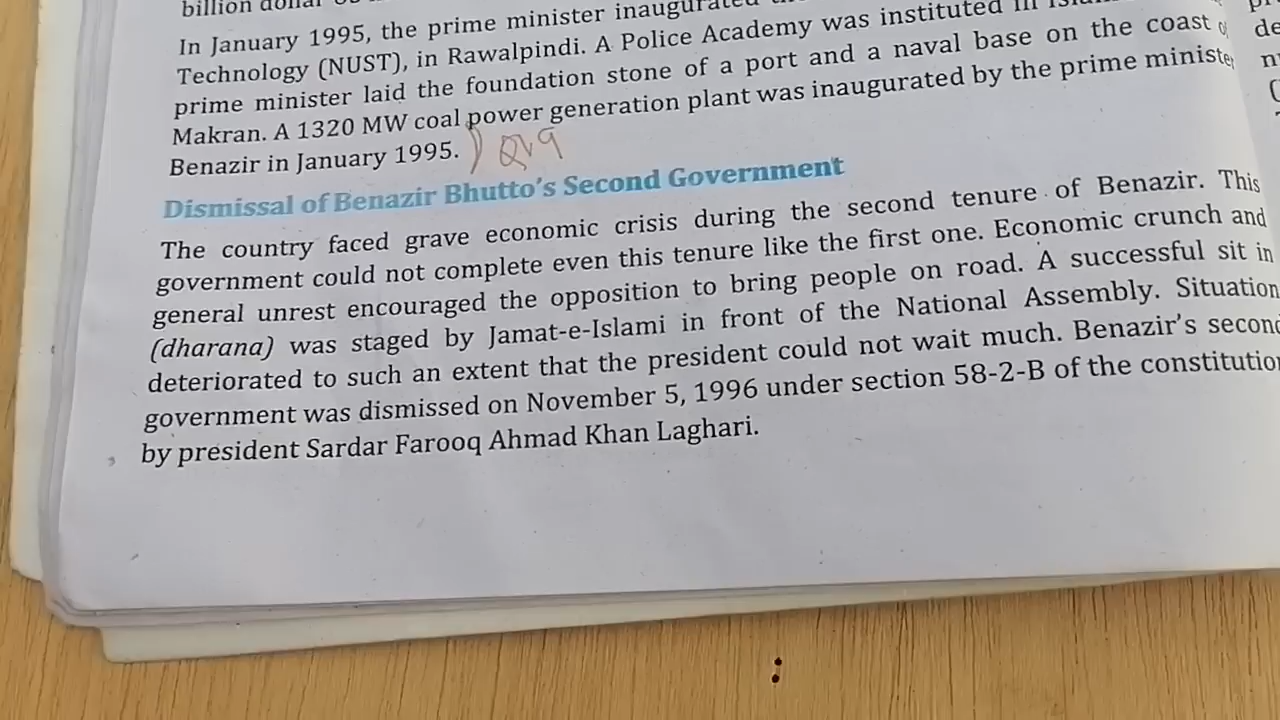 billion dollar
In January 1995, the prime minister inaugurated
Technology (NUST), in Rawalpindi. A Police Academy was instituted in
prime minister laid the foundation stone of a port and a naval base on the coast of
Makran. A 1320 MW coal power generation plant was inaugurated by the prime minister
Benazir in January 1995. ) Qv9
Dismissal of Benazir Bhutto's Second Government
The country faced grave economic crisis during the second tenure of Benazir. This
government could not complete even this tenure like the first one. Economic crunch and
general unrest encouraged the opposition to bring people on road. A successful sit in
(dharana) was staged by Jamat-e-Islami in front of the National Assembly. Situation
deteriorated to such an extent that the president could not wait much. Benazir's second
government was dismissed on November 5, 1996 under section 58-2-B of the constitution
by president Sardar Farooq Ahmad Khan Laghari.